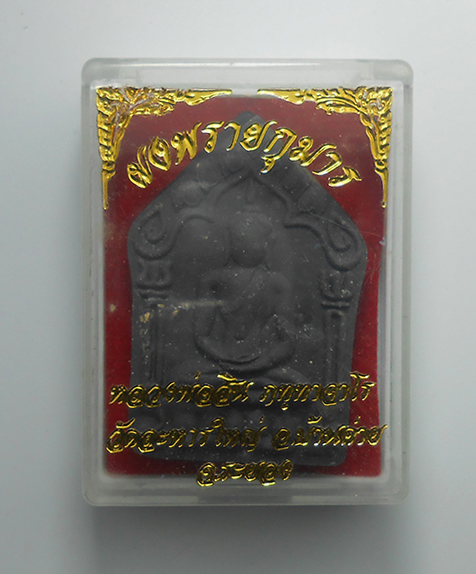 ผงพรายกุมาร
หลวงพ่อสิน ภทฺทาจาโร
วัดละหารใหญ่ อ.บ้านค่าย
จ.ระยอง